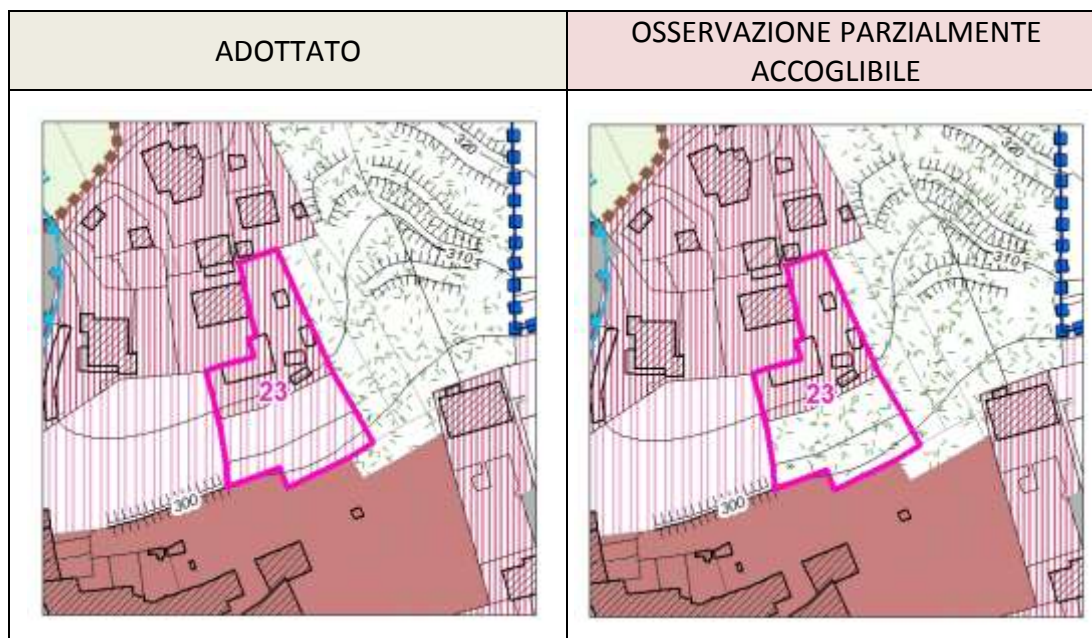 ADOTTATO
OSSERVAZIONE PARZIALMENTE
ACCOGLIBILE
320
310
23
300
320
310
23
300